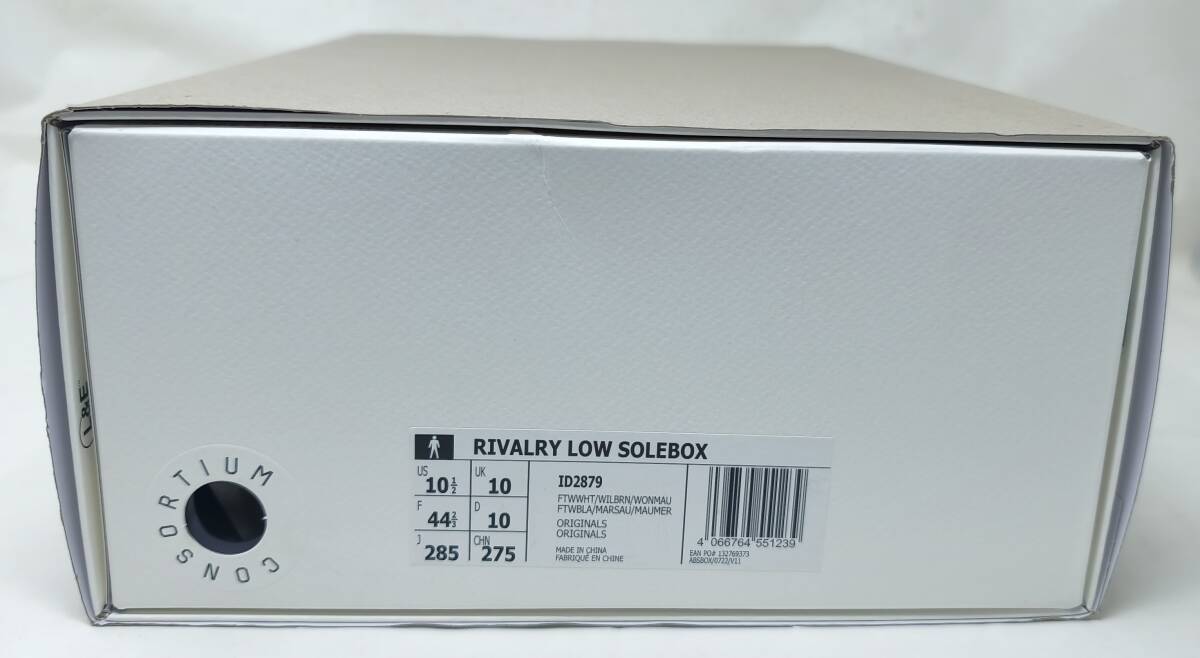 RIVALRY LOW SOLEBOX
US 10½ UK 10
F 44⅔ D 10
J 285 CHN 275
ID2879
FTWWHT/WILBRN/WONMAU
FTWBLA/MARSAU/MAUMER
ORIGINALS
ORIGINALS
MADE IN CHINA
FABRIQUÉ EN CHINE
4 066764 551239
EAN PO# 132769373
ABSBOX/0722/V11
CONSORTIUM
L&E